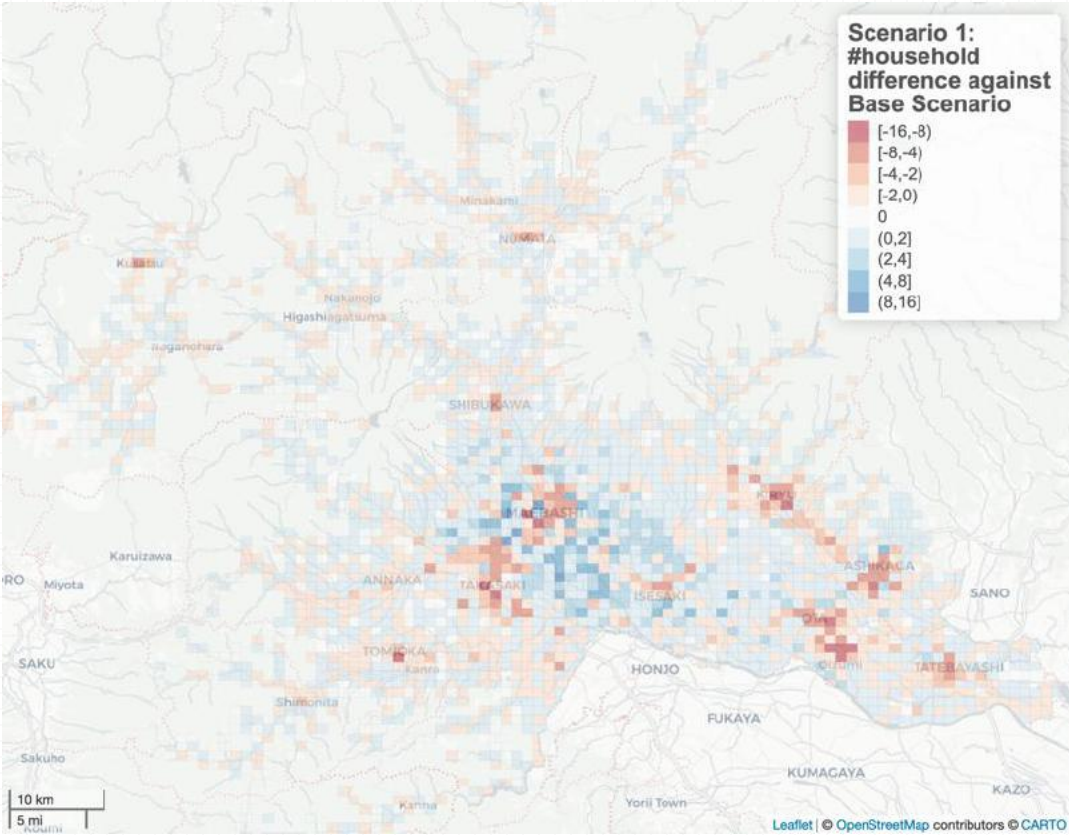 Scenario 1:
#household
difference against
Base Scenario
[-16,-8)
[-8,-4)
[-4,-2)
[-2,0)
0
(0,2]
(2,4]
(4,8]
(8,16]
Minakami
NUMATA
Kusatsu
Nakanojo
Higashiagatsuma
Naganohara
SHIBUKAWA
KIRYU
MAEBASHI
Karuizawa
ORO
Miyota
ANNAKA
TAKASAKI
ISESAKI
ASHIKAGA
SANO
OTA
TOMIOKA
Kanra
SAKU
HONJO
Oizumi
TATEBAYASHI
Shimonita
FUKAYA
Sakuho
KUMAGAYA
KAZO
10 km
5 mi
Kanna
Yorii Town
Koumi
Leaflet | © OpenStreetMap contributors © CARTO